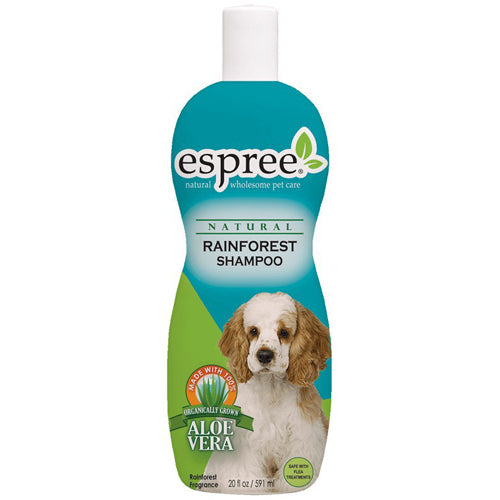 espree®
natural wholesome pet care
NATURAL
RAINFOREST
SHAMPOO
MADE WITH 100%
ORGANICALLY GROWN
ALOE
VERA
Rainforest
Fragrance
20 fl oz / 591 ml
SAFE WITH
FLEA
TREATMENTS